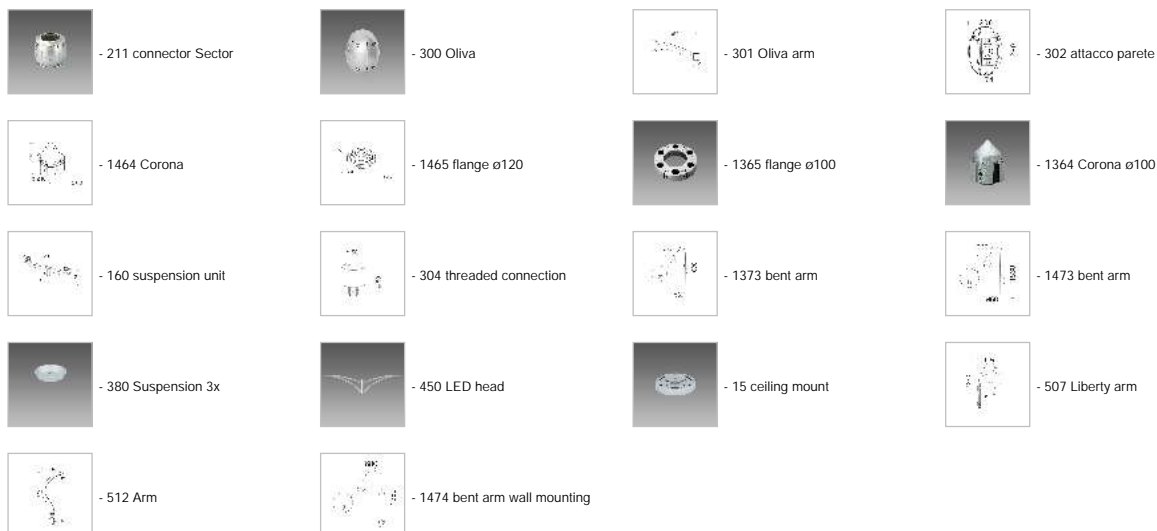 - 211 connector Sector
- 300 Oliva
- 301 Oliva arm
- 302 attacco parete
- 1464 Corona
- 1465 flange ø120
- 1365 flange ø100
- 1364 Corona ø100
- 160 suspension unit
- 304 threaded connection
- 1373 bent arm
- 1473 bent arm
- 380 Suspension 3x
- 450 LED head
- 15 ceiling mount
- 507 Liberty arm
- 512 Arm
- 1474 bent arm wall mounting